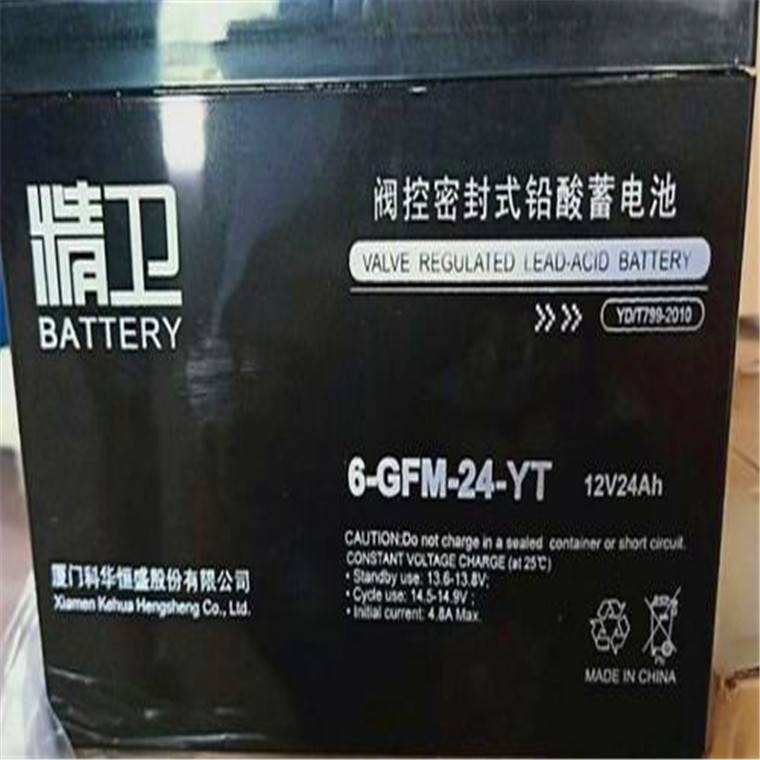 精卫
BATTERY
阀控密封式铅酸蓄电池
VALVE REGULATED LEAD-ACID BATTERY
YD/T799-2010
6-GFM-24-YT 12V24Ah
CAUTION:Do not charge in a sealed container or short circuit.
CONSTANT VOLTAGE CHARGE (at 25℃)
• Standby use: 13.6-13.8V;
• Cycle use: 14.5-14.9V;
• Initial current: 4.8A Max.
厦门科华恒盛股份有限公司
Xiamen Kehua Hengsheng Co., Ltd.
Pb
MADE IN CHINA